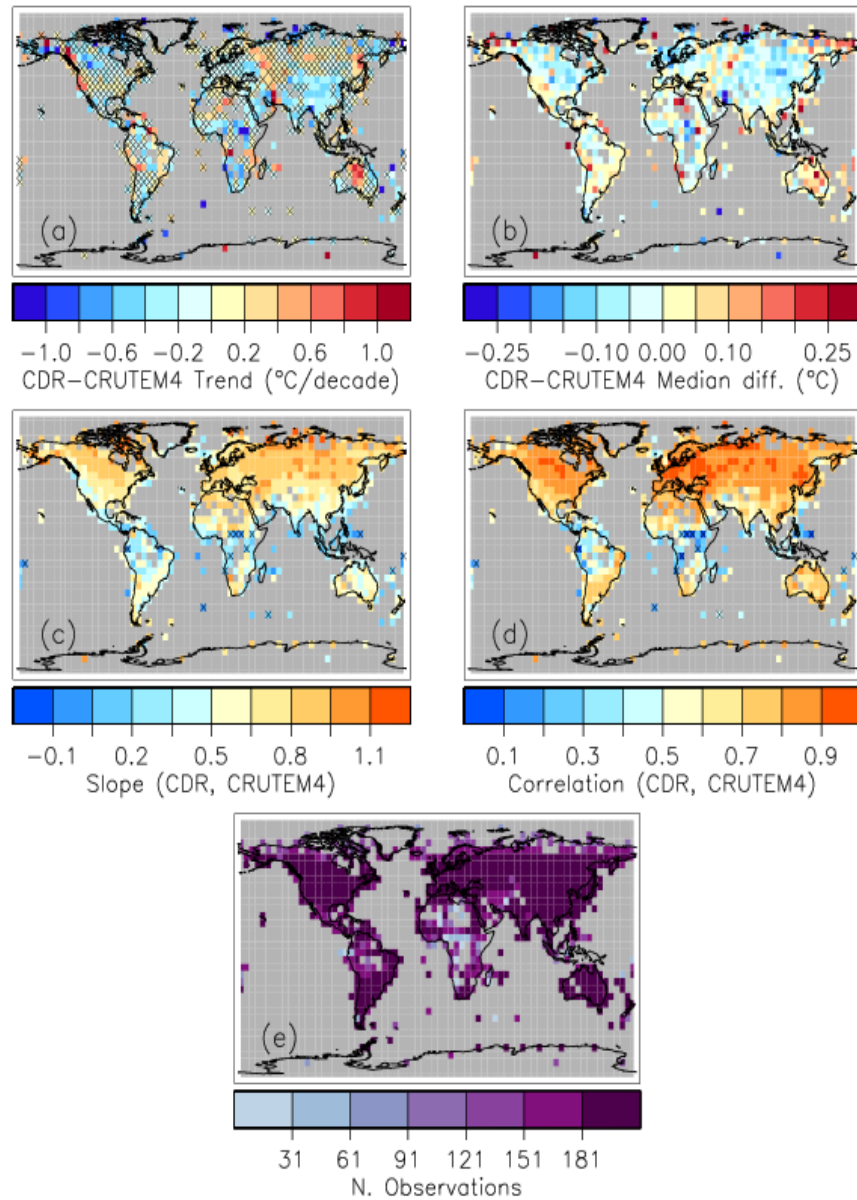 (a)
(b)
−1.0 −0.6 −0.2 0.2 0.6 1.0
CDR−CRUTEM4 Trend (°C/decade)
−0.25 −0.10 0.00 0.10 0.25
CDR−CRUTEM4 Median diff. (°C)
(c)
(d)
−0.1 0.2 0.5 0.8 1.1
Slope (CDR, CRUTEM4)
0.1 0.3 0.5 0.7 0.9
Correlation (CDR, CRUTEM4)
(e)
31 61 91 121 151 181
N. Observations